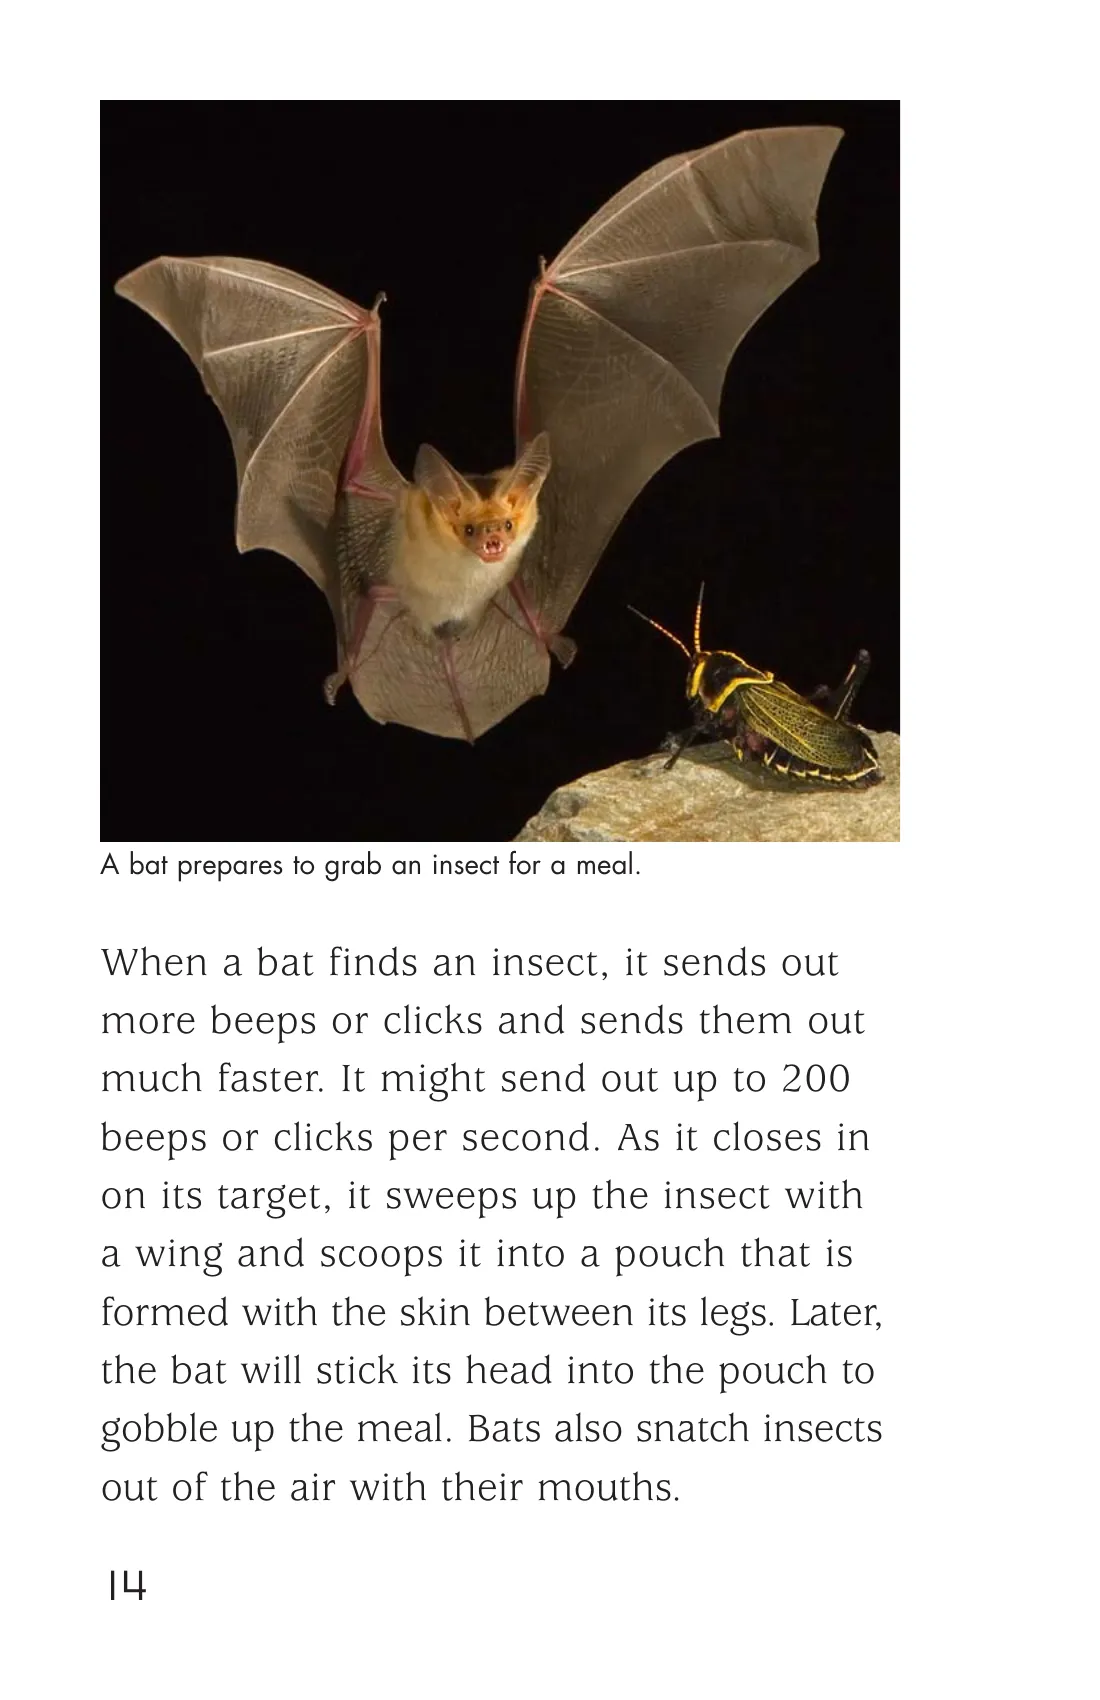 A bat prepares to grab an insect for a meal.
When a bat finds an insect, it sends out
more beeps or clicks and sends them out
much faster. It might send out up to 200
beeps or clicks per second. As it closes in
on its target, it sweeps up the insect with
a wing and scoops it into a pouch that is
formed with the skin between its legs. Later,
the bat will stick its head into the pouch to
gobble up the meal. Bats also snatch insects
out of the air with their mouths.
14